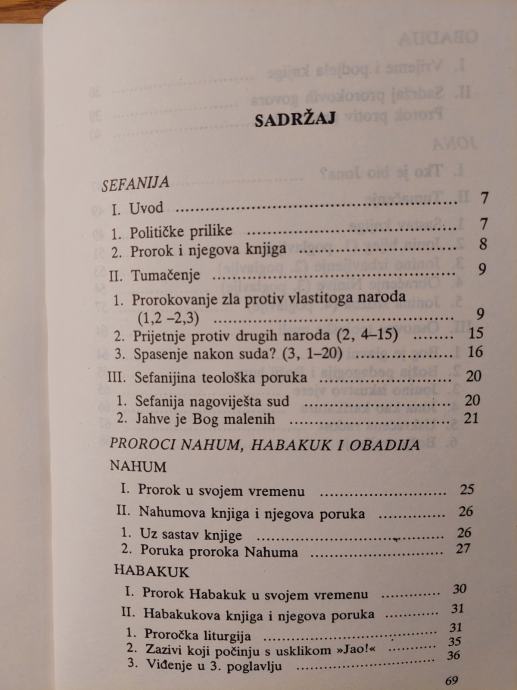 SADRŽAJ
SEFANIJA
I. Uvod ........ 7
1. Političke prilike ........ 7
2. Prorok i njegova knjiga ........ 8
II. Tumačenje ........ 9
1. Prorokovanje zla protiv vlastitoga naroda
(1,2 –2,3) ........ 9
2. Prijetnje protiv drugih naroda (2, 4–15) ........ 15
3. Spasenje nakon suda? (3, 1–20) ........ 16
III. Sefanijina teološka poruka ........ 20
1. Sefanija nagoviješta sud ........ 20
2. Jahve je Bog malenih ........ 21
PROROCI NAHUM, HABAKUK I OBADIJA
NAHUM
I. Prorok u svojem vremenu ........ 25
II. Nahumova knjiga i njegova poruka ........ 26
1. Uz sastav knjige ........ 26
2. Poruka proroka Nahuma ........ 27
HABAKUK
I. Prorok Habakuk u svojem vremenu ........ 30
II. Habakukova knjiga i njegova poruka ........ 31
1. Proročka liturgija ........ 31
2. Zazivi koji počinju s usklikom »Jao!« ........ 35
3. Viđenje u 3. poglavlju ........ 36
69